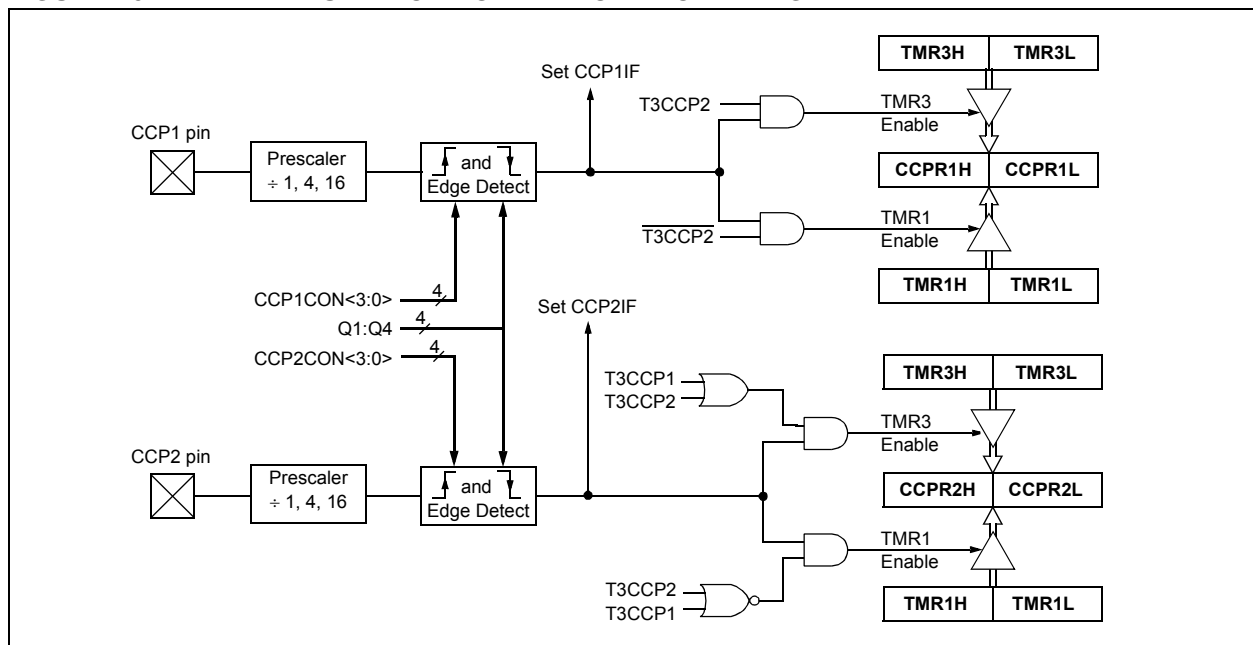 TMR3H TMR3L
Set CCP1IF
T3CCP2
TMR3
Enable
CCP1 pin
Prescaler
÷ 1, 4, 16
and
Edge Detect
CCPR1H CCPR1L
TMR1
Enable
T3CCP2
TMR1H TMR1L
CCP1CON<3:0>
4
Q1:Q4
4
CCP2CON<3:0>
4
Set CCP2IF
TMR3H TMR3L
T3CCP1
T3CCP2
TMR3
Enable
CCP2 pin
Prescaler
÷ 1, 4, 16
and
Edge Detect
CCPR2H CCPR2L
TMR1
Enable
T3CCP2
T3CCP1
TMR1H TMR1L